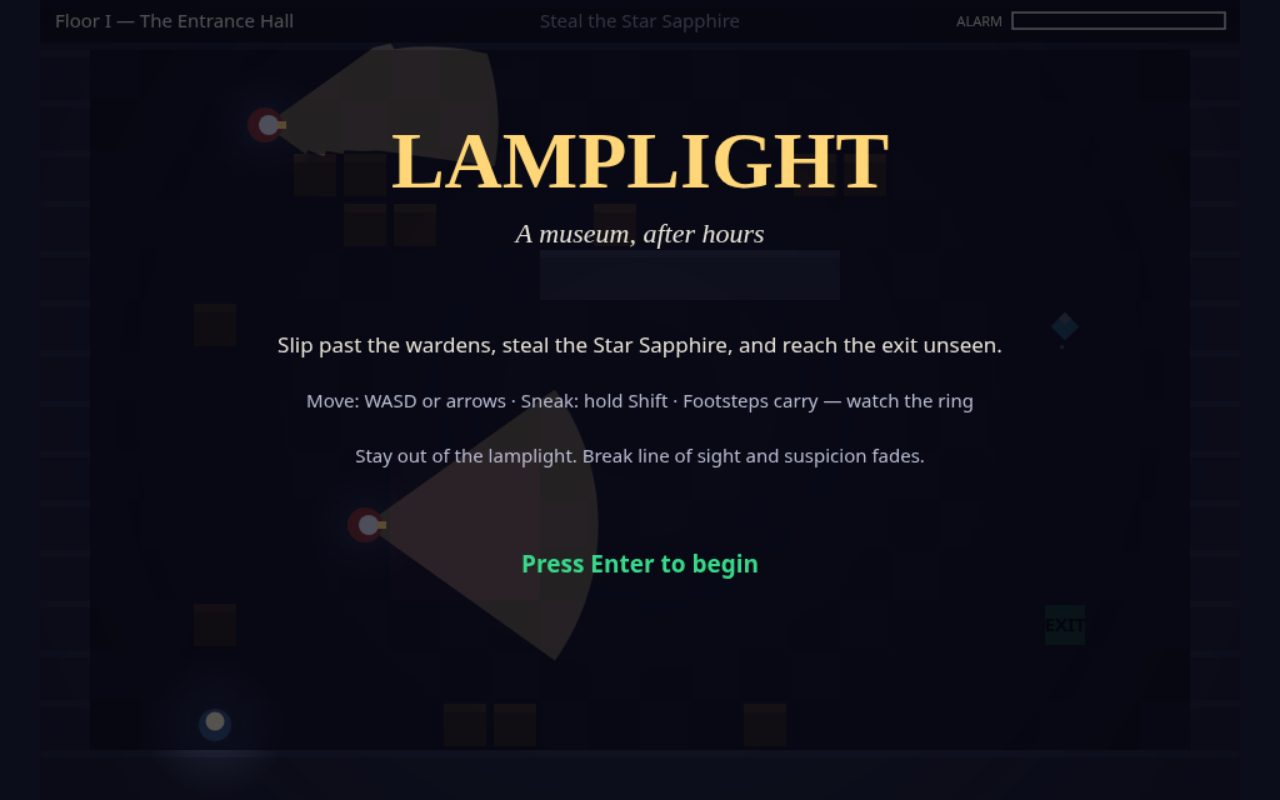 Floor I — The Entrance Hall
Steal the Star Sapphire
ALARM
LAMPLIGHT
A museum, after hours
Slip past the wardens, steal the Star Sapphire, and reach the exit unseen.
Move: WASD or arrows · Sneak: hold Shift · Footsteps carry — watch the ring
Stay out of the lamplight. Break line of sight and suspicion fades.
Press Enter to begin
EXIT